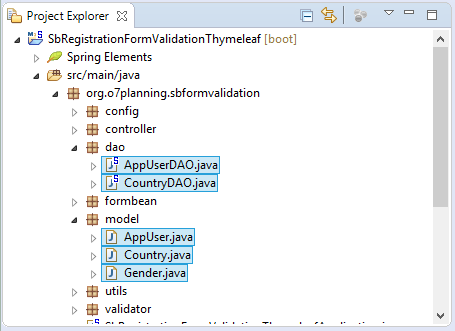 Project Explorer
SbRegistrationFormValidationThymeleaf [boot]
Spring Elements
src/main/java
org.o7planning.sbformvalidation
config
controller
dao
AppUserDAO.java
CountryDAO.java
formbean
model
AppUser.java
Country.java
Gender.java
utils
validator